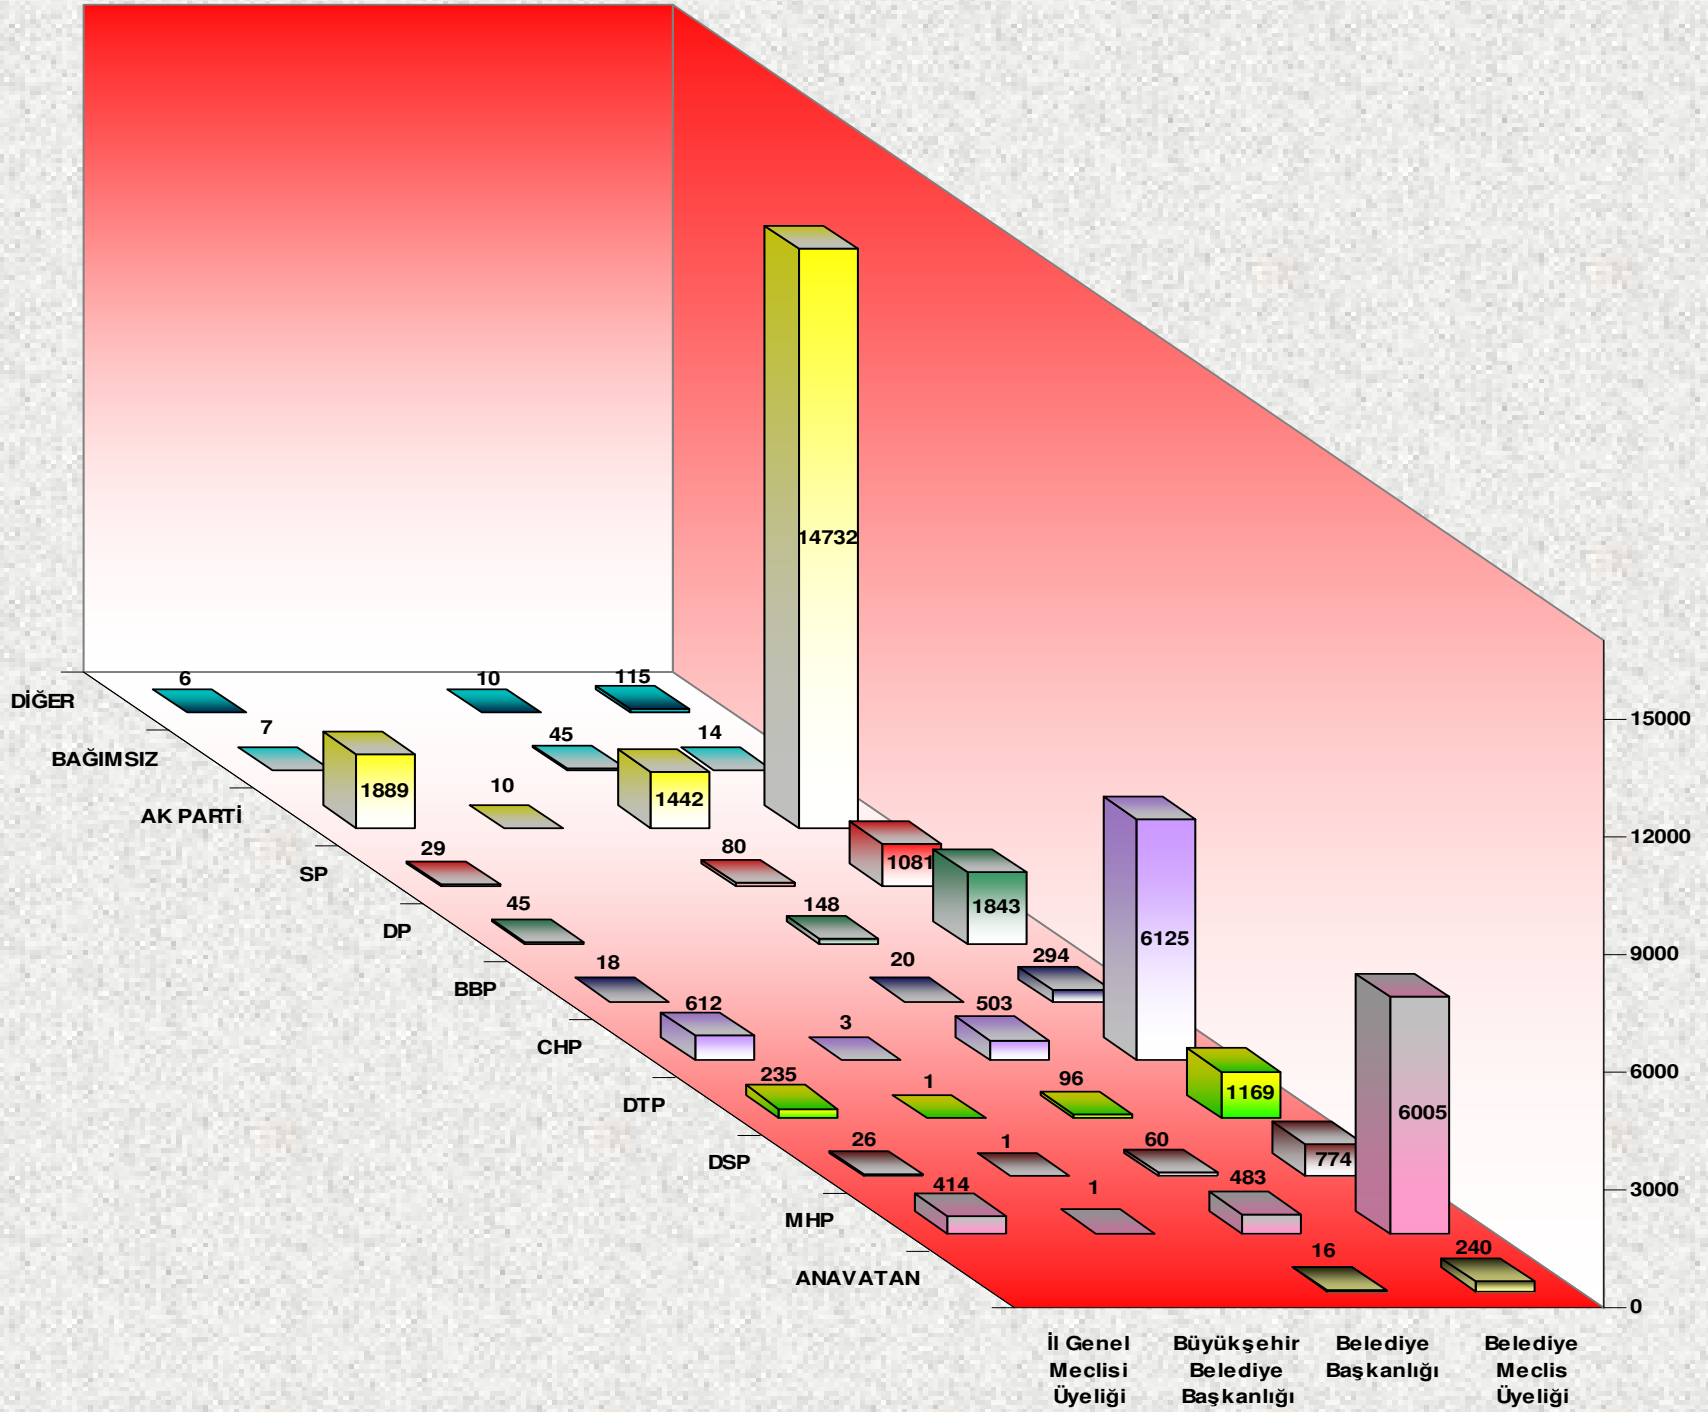 14732
6
10
115
DİĞER
15000
7
45
14
BAĞIMSIZ
1889
10
1442
AK PARTİ
12000
29
80
1081
SP
45
148
1843
DP
6125
9000
18
20
294
BBP
612
3
503
CHP
6000
235
1
96
1169
DTP
6005
26
1
60
774
DSP
3000
414
1
483
MHP
16
240
ANAVATAN
0
İl Genel
Meclisi
Üyeliği
Büyükşehir
Belediye
Başkanlığı
Belediye
Başkanlığı
Belediye
Meclis
Üyeliği